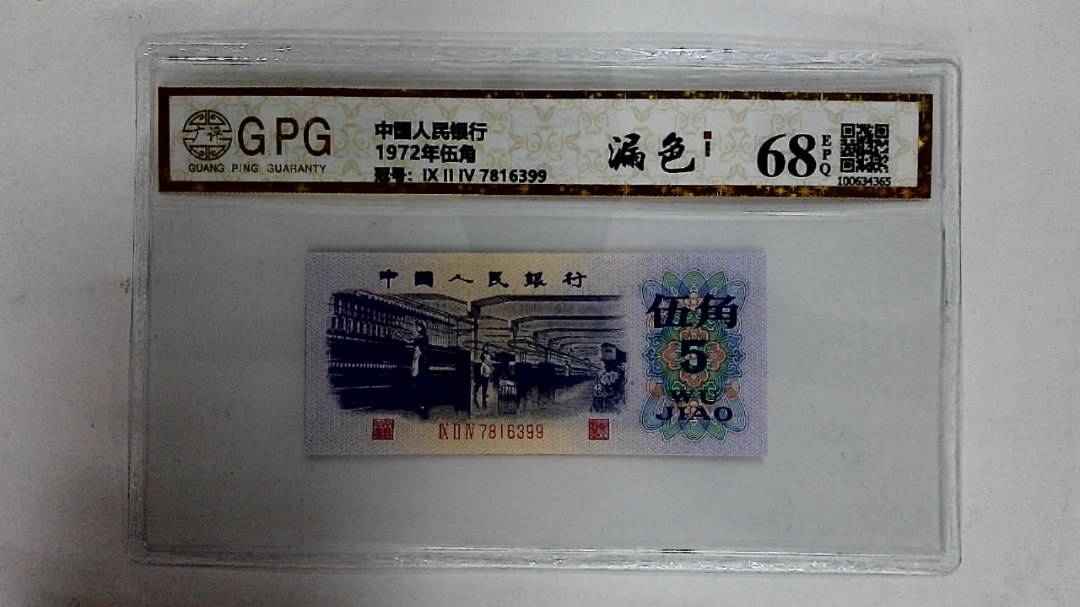 GPG
GUANG PING GUARANTY
中國人民銀行
1972年伍角
冠号: IX II IV 7816399
漏色
68
EPQ
100634365
中國人民銀行
伍角
5
WU
JIAO
IX II IV 7816399